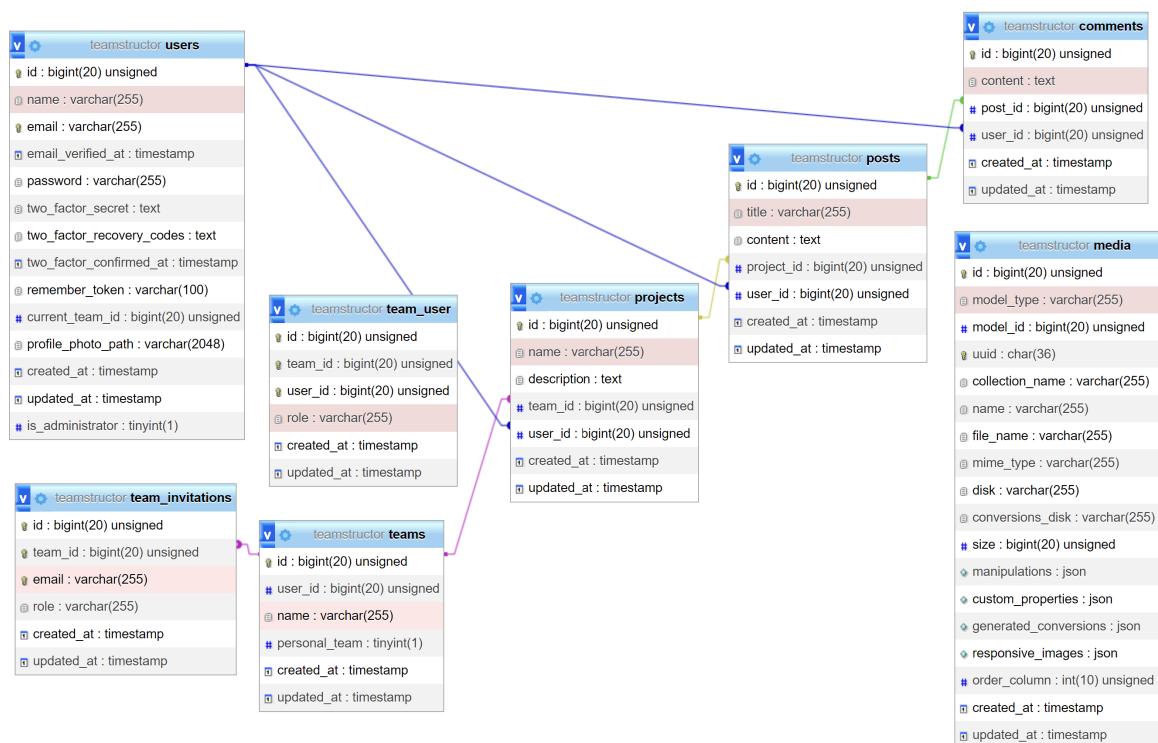 teamstructor users
id : bigint(20) unsigned
name : varchar(255)
email : varchar(255)
email_verified_at : timestamp
password : varchar(255)
two_factor_secret : text
two_factor_recovery_codes : text
two_factor_confirmed_at : timestamp
remember_token : varchar(100)
current_team_id : bigint(20) unsigned
profile_photo_path : varchar(2048)
created_at : timestamp
updated_at : timestamp
is_administrator : tinyint(1)
teamstructor team_invitations
id : bigint(20) unsigned
team_id : bigint(20) unsigned
email : varchar(255)
role : varchar(255)
created_at : timestamp
updated_at : timestamp
teamstructor team_user
id : bigint(20) unsigned
team_id : bigint(20) unsigned
user_id : bigint(20) unsigned
role : varchar(255)
created_at : timestamp
updated_at : timestamp
teamstructor teams
id : bigint(20) unsigned
user_id : bigint(20) unsigned
name : varchar(255)
personal_team : tinyint(1)
created_at : timestamp
updated_at : timestamp
teamstructor projects
id : bigint(20) unsigned
name : varchar(255)
description : text
team_id : bigint(20) unsigned
user_id : bigint(20) unsigned
created_at : timestamp
updated_at : timestamp
teamstructor posts
id : bigint(20) unsigned
title : varchar(255)
content : text
project_id : bigint(20) unsigned
user_id : bigint(20) unsigned
created_at : timestamp
updated_at : timestamp
teamstructor comments
id : bigint(20) unsigned
content : text
post_id : bigint(20) unsigned
user_id : bigint(20) unsigned
created_at : timestamp
updated_at : timestamp
teamstructor media
id : bigint(20) unsigned
model_type : varchar(255)
model_id : bigint(20) unsigned
uuid : char(36)
collection_name : varchar(255)
name : varchar(255)
file_name : varchar(255)
mime_type : varchar(255)
disk : varchar(255)
conversions_disk : varchar(255)
size : bigint(20) unsigned
manipulations : json
custom_properties : json
generated_conversions : json
responsive_images : json
order_column : int(10) unsigned
created_at : timestamp
updated_at : timestamp